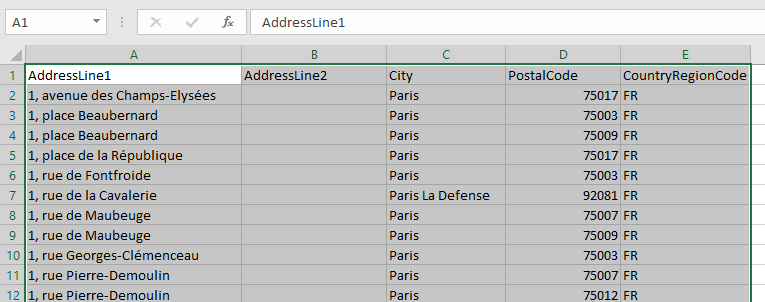 A1 fx AddressLine1
A B C D E
1 AddressLine1 AddressLine2 City PostalCode CountryRegionCode
2 1, avenue des Champs-Elysées Paris 75017 FR
3 1, place Beaubernard Paris 75003 FR
4 1, place Beaubernard Paris 75009 FR
5 1, place de la République Paris 75017 FR
6 1, rue de Fontfroide Paris 75003 FR
7 1, rue de la Cavalerie Paris La Defense 92081 FR
8 1, rue de Maubeuge Paris 75007 FR
9 1, rue de Maubeuge Paris 75009 FR
10 1, rue Georges-Clémenceau Paris 75003 FR
11 1, rue Pierre-Demoulin Paris 75007 FR
12 1, rue Pierre-Demoulin Paris 75012 FR